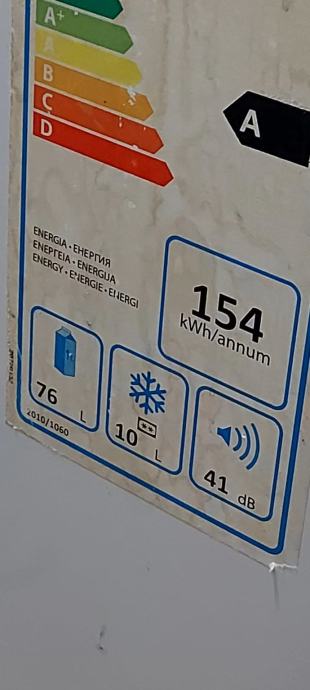 A+
A
B
C
D
A
ENERGIA · ЕНЕРГИЯ
ΕΝΕΡΓΕΙΑ · ENERGIJA
ENERGY · ENERGIE · ENERGI
154
kWh/annum
76 L
10 L
**
41 dB
2010/1060